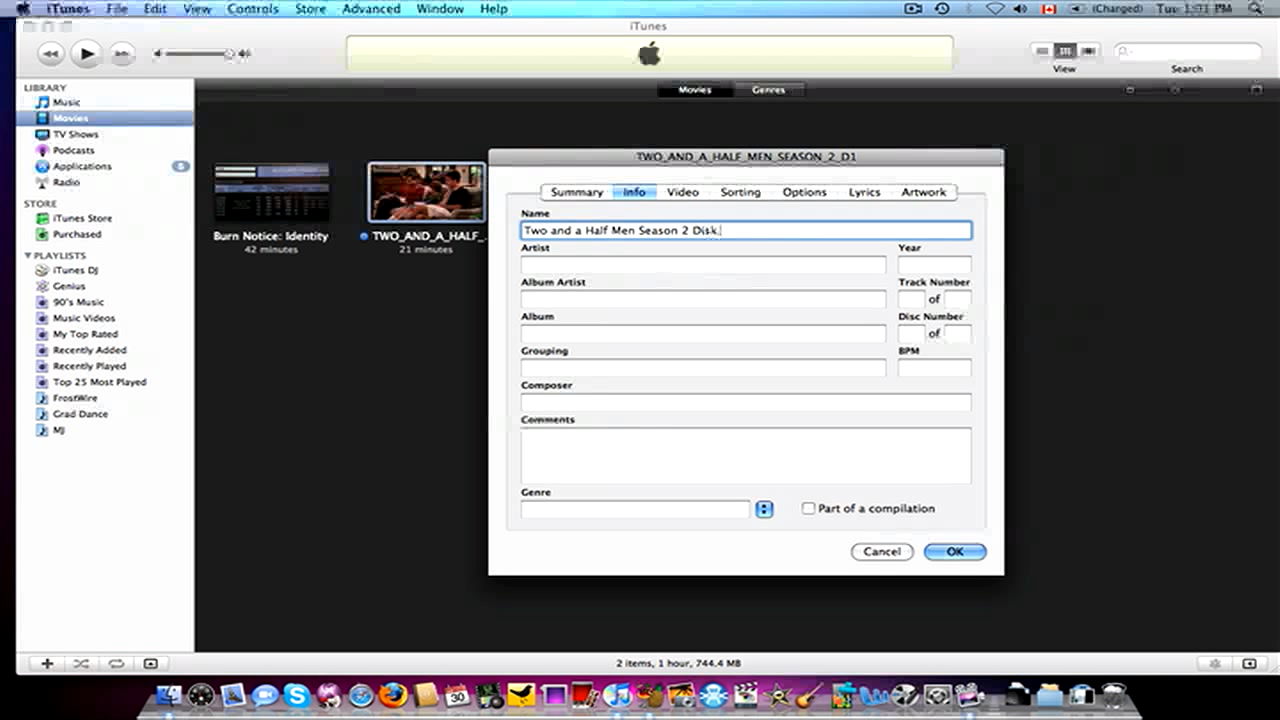 iTunes File Edit View Controls Store Advanced Window Help (Charged)
iTunes
View Search
LIBRARY
Music
Movies
TV Shows
Podcasts
Applications
Radio
STORE
iTunes Store
Purchased
PLAYLISTS
iTunes DJ
Genius
90's Music
Music Videos
My Top Rated
Recently Added
Recently Played
Top 25 Most Played
FrostWire
Grad Dance
MJ
Movies Genres
Burn Notice: Identity
42 minutes
TWO_AND_A_HALF_...
21 minutes
TWO_AND_A_HALF_MEN_SEASON_2_D1
Summary Info Video Sorting Options Lyrics Artwork
Name
Two and a Half Men Season 2 Disk
Artist Year
Album Artist Track Number
of
Album Disc Number
of
Grouping BPM
Composer
Comments
Genre
Part of a compilation
Cancel OK
2 items, 1 hour, 744.4 MB